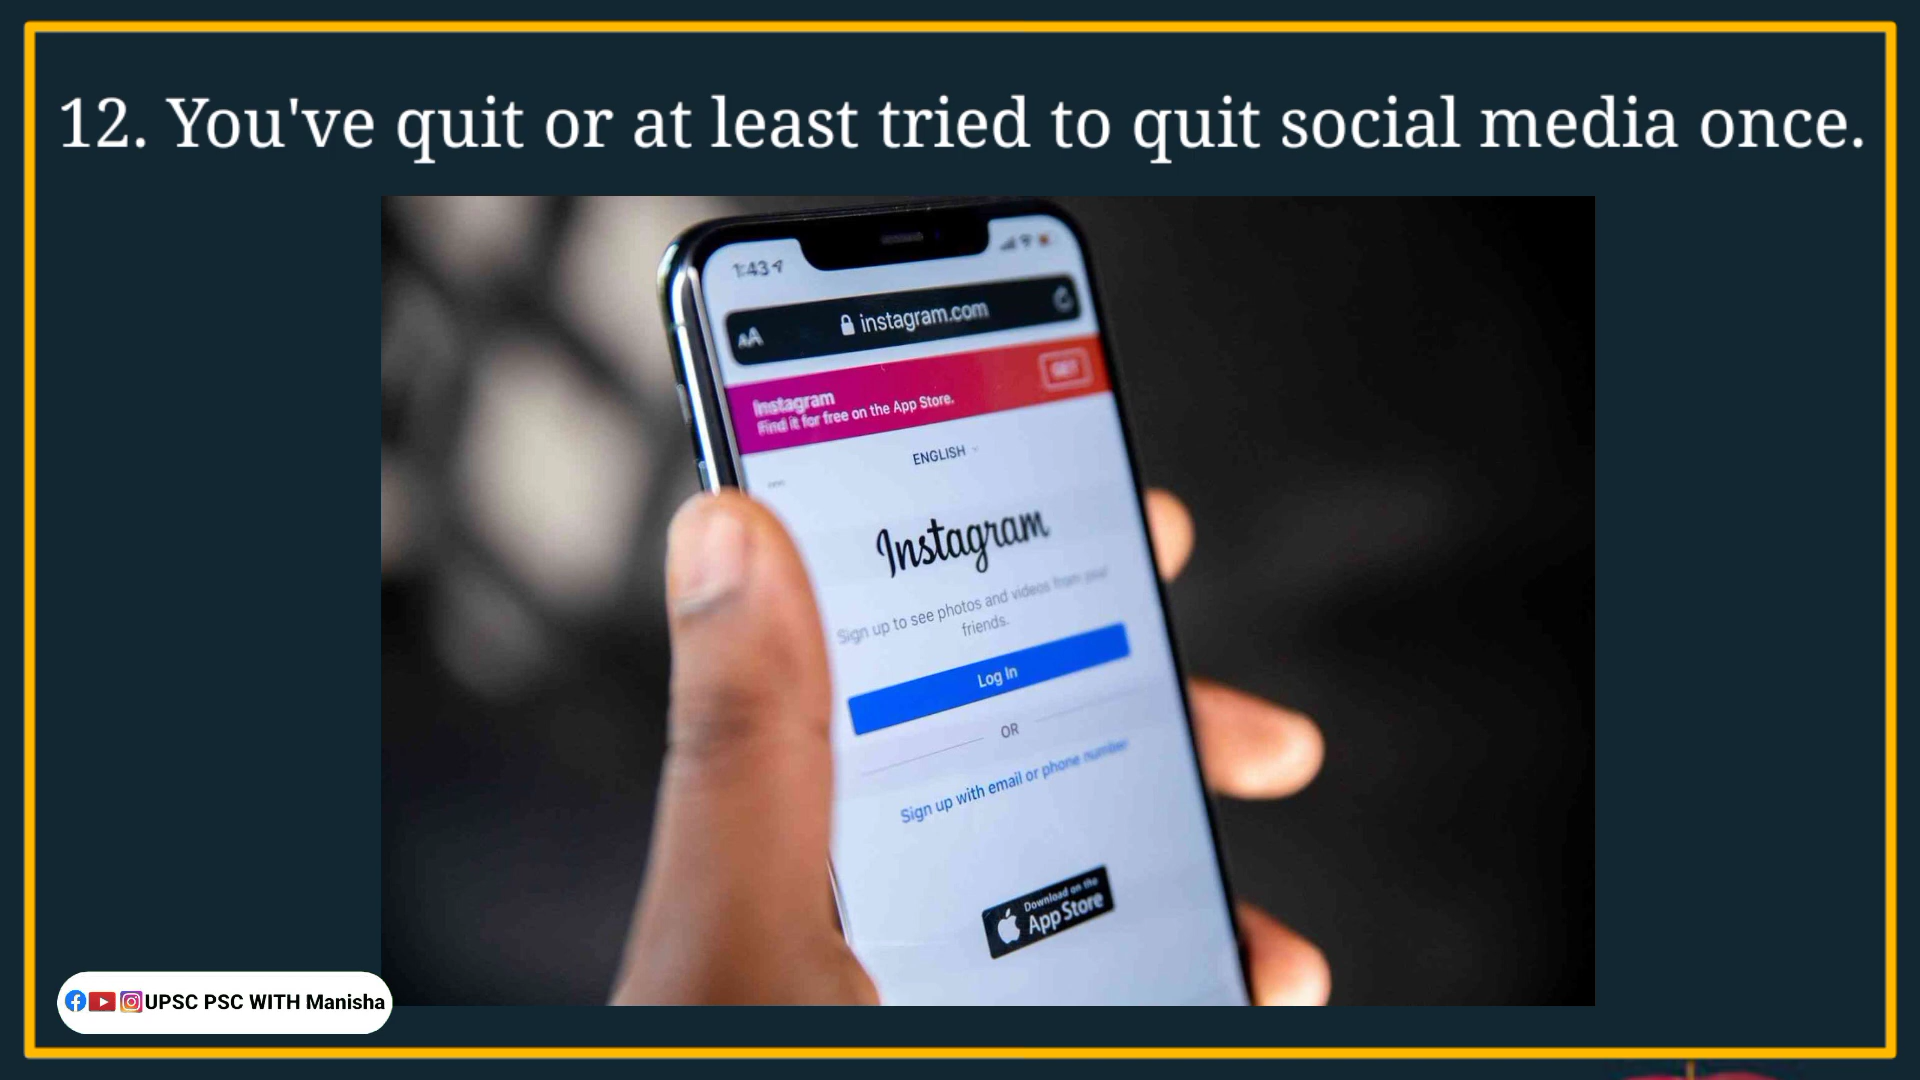 12. You've quit or at least tried to quit social media once.
1:43
AA instagram.com
Instagram
Find it for free on the App Store.
GET
ENGLISH
Instagram
Sign up to see photos and videos from your
friends.
Log In
OR
Sign up with email or phone number
Download on the
App Store
UPSC PSC WITH Manisha